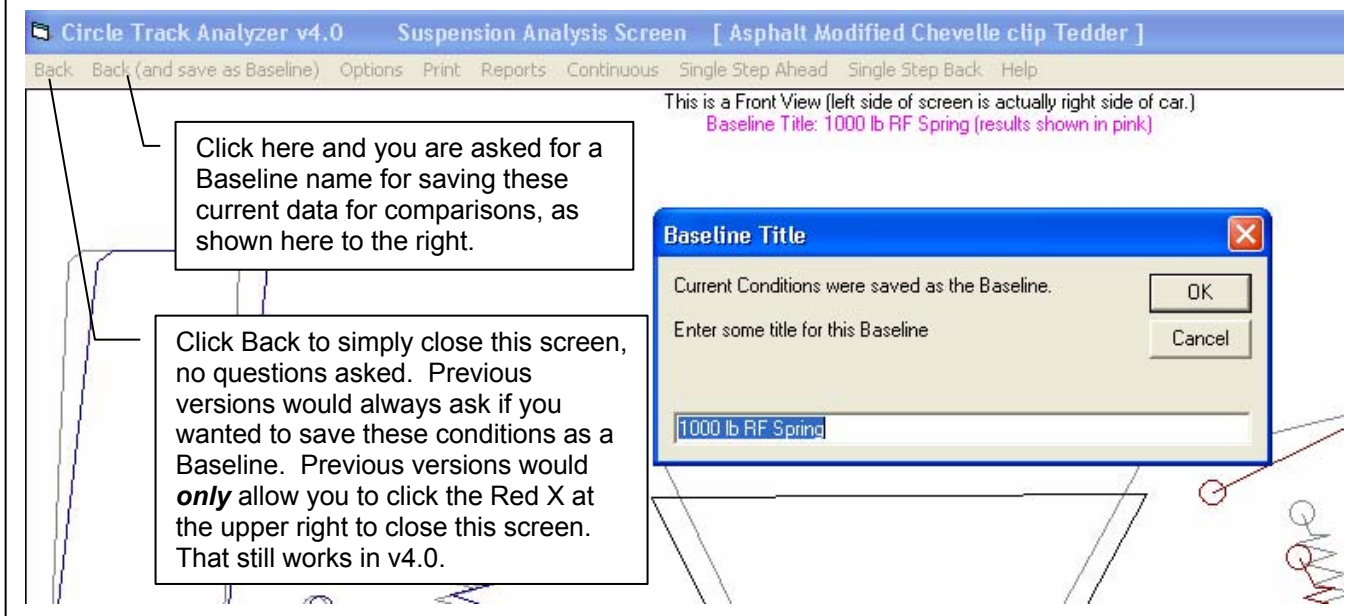 Circle Track Analyzer v4.0 Suspension Analysis Screen [ Asphalt Modified Chevelle clip Tedder ]
Back Back (and save as Baseline) Options Print Reports Continuous Single Step Ahead Single Step Back Help
This is a Front View (left side of screen is actually right side of car.)
Baseline Title: 1000 lb RF Spring (results shown in pink)
Click here and you are asked for a
Baseline name for saving these
current data for comparisons, as
shown here to the right.
Baseline Title
Current Conditions were saved as the Baseline.
OK
Enter some title for this Baseline
Cancel
1000 lb RF Spring
Click Back to simply close this screen,
no questions asked. Previous
versions would always ask if you
wanted to save these conditions as a
Baseline. Previous versions would
only allow you to click the Red X at
the upper right to close this screen.
That still works in v4.0.